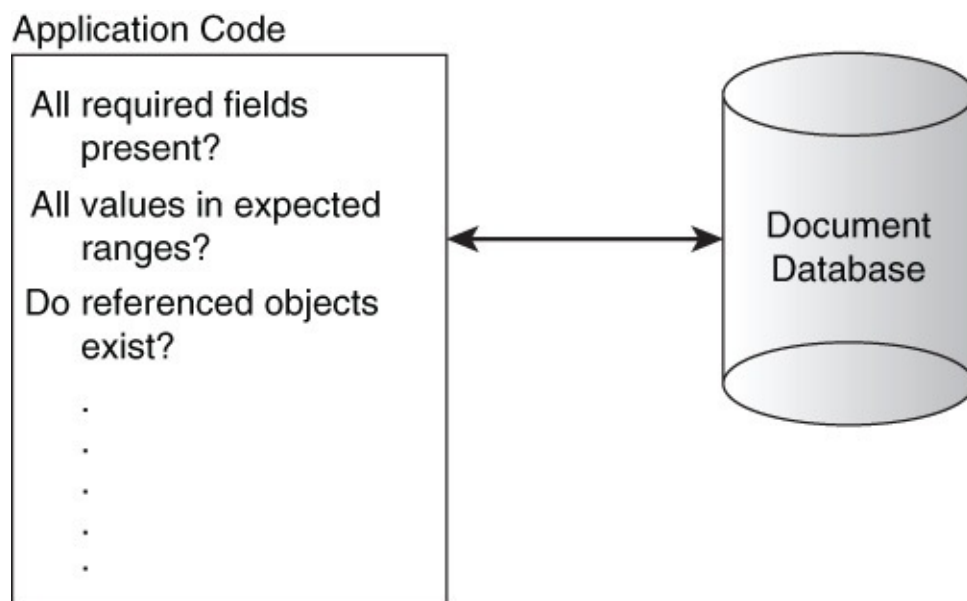 Application Code
All required fields
present?
All values in expected
ranges?
Do referenced objects
exist?
.
.
.
.
.
Document
Database